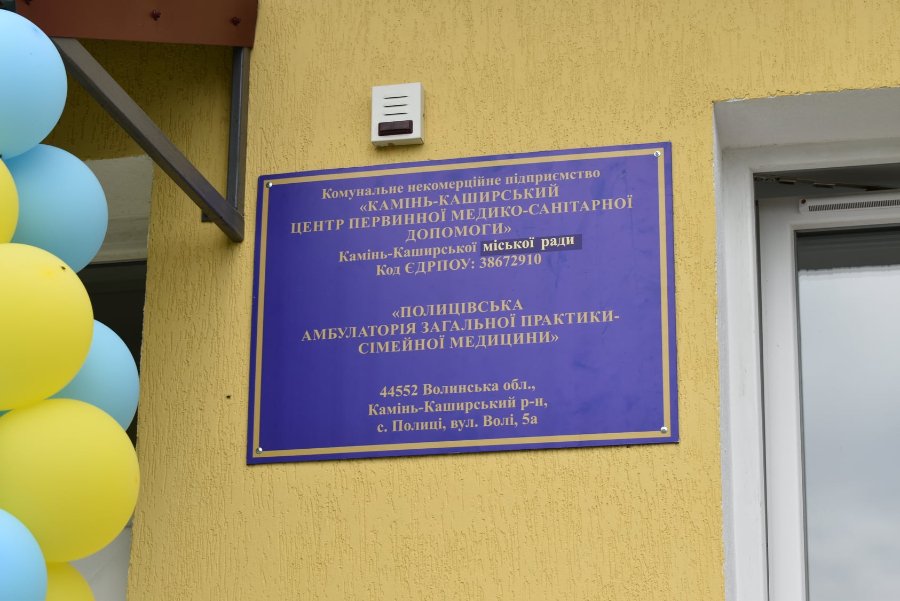 Комунальне некомерційне підприємство
«КАМІНЬ-КАШИРСЬКИЙ
ЦЕНТР ПЕРВИННОЇ МЕДИКО-САНІТАРНОЇ
ДОПОМОГИ»
Камінь-Каширської міської ради
Код ЄДРПОУ: 38672910
«ПОЛИЦІВСЬКА
АМБУЛАТОРІЯ ЗАГАЛЬНОЇ ПРАКТИКИ-
СІМЕЙНОЇ МЕДИЦИНИ»
44552 Волинська обл.,
Камінь-Каширський р-н,
с. Полиці, вул. Волі, 5а